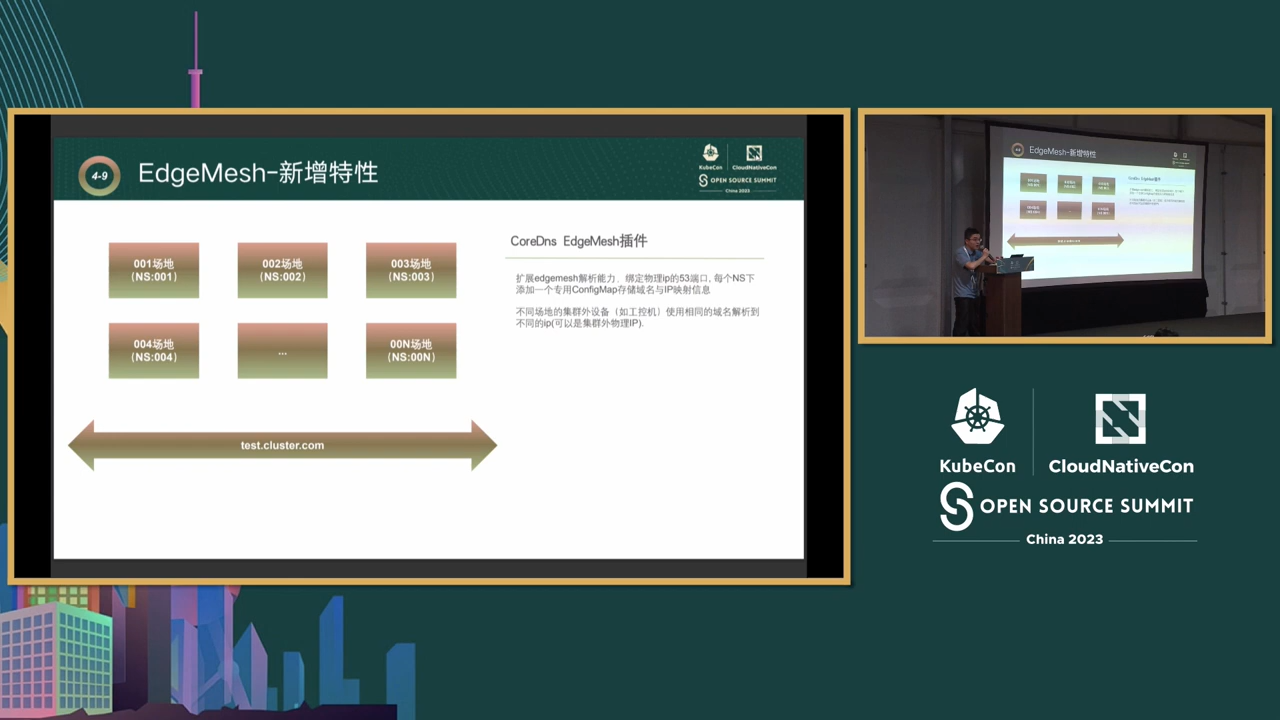 4-9
EdgeMesh-新增特性
KubeCon
CloudNativeCon
OPEN SOURCE SUMMIT
China 2023
001场地
(NS:001)
002场地
(NS:002)
003场地
(NS:003)
004场地
(NS:004)
...
00N场地
(NS:00N)
test.cluster.com
CoreDns EdgeMesh插件
扩展edgemesh解析能力、绑定物理ip的53端口, 每个NS下
添加一个专用ConfigMap存储域名与IP映射信息
不同场地的集群外设备（如工控机）使用相同的域名解析到
不同的ip(可以是集群外物理IP).
EdgeMesh-新增特性
KubeCon
CloudNativeCon
OPEN SOURCE SUMMIT
China 2023